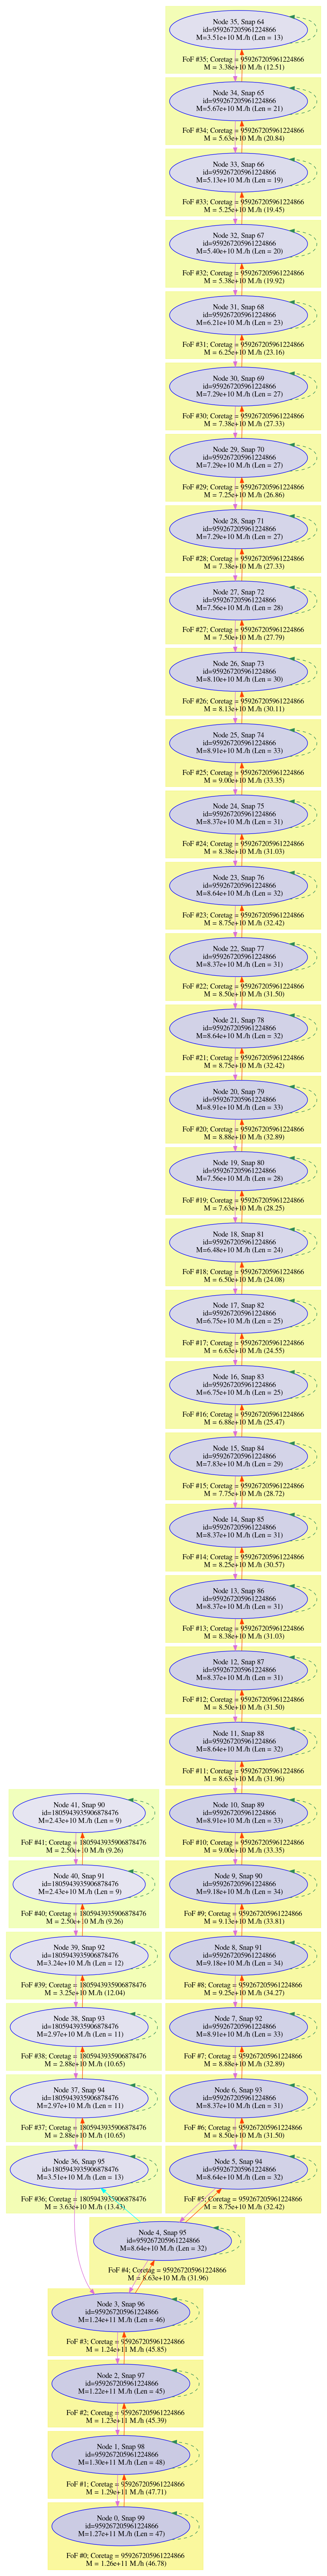 Node 35, Snap 64
id=959267205961224866
M=3.51e+10 M./h (Len = 13)
FoF #35; Coretag = 959267205961224866
M = 3.38e+10 M./h (12.51)
Node 34, Snap 65
id=959267205961224866
M=5.67e+10 M./h (Len = 21)
FoF #34; Coretag = 959267205961224866
M = 5.63e+10 M./h (20.84)
Node 33, Snap 66
id=959267205961224866
M=5.13e+10 M./h (Len = 19)
FoF #33; Coretag = 959267205961224866
M = 5.25e+10 M./h (19.45)
Node 32, Snap 67
id=959267205961224866
M=5.40e+10 M./h (Len = 20)
FoF #32; Coretag = 959267205961224866
M = 5.38e+10 M./h (19.92)
Node 31, Snap 68
id=959267205961224866
M=6.21e+10 M./h (Len = 23)
FoF #31; Coretag = 959267205961224866
M = 6.25e+10 M./h (23.16)
Node 30, Snap 69
id=959267205961224866
M=7.29e+10 M./h (Len = 27)
FoF #30; Coretag = 959267205961224866
M = 7.38e+10 M./h (27.33)
Node 29, Snap 70
id=959267205961224866
M=7.29e+10 M./h (Len = 27)
FoF #29; Coretag = 959267205961224866
M = 7.25e+10 M./h (26.86)
Node 28, Snap 71
id=959267205961224866
M=7.29e+10 M./h (Len = 27)
FoF #28; Coretag = 959267205961224866
M = 7.38e+10 M./h (27.33)
Node 27, Snap 72
id=959267205961224866
M=7.56e+10 M./h (Len = 28)
FoF #27; Coretag = 959267205961224866
M = 7.50e+10 M./h (27.79)
Node 26, Snap 73
id=959267205961224866
M=8.10e+10 M./h (Len = 30)
FoF #26; Coretag = 959267205961224866
M = 8.13e+10 M./h (30.11)
Node 25, Snap 74
id=959267205961224866
M=8.91e+10 M./h (Len = 33)
FoF #25; Coretag = 959267205961224866
M = 9.00e+10 M./h (33.35)
Node 24, Snap 75
id=959267205961224866
M=8.37e+10 M./h (Len = 31)
FoF #24; Coretag = 959267205961224866
M = 8.38e+10 M./h (31.03)
Node 23, Snap 76
id=959267205961224866
M=8.64e+10 M./h (Len = 32)
FoF #23; Coretag = 959267205961224866
M = 8.75e+10 M./h (32.42)
Node 22, Snap 77
id=959267205961224866
M=8.37e+10 M./h (Len = 31)
FoF #22; Coretag = 959267205961224866
M = 8.50e+10 M./h (31.50)
Node 21, Snap 78
id=959267205961224866
M=8.64e+10 M./h (Len = 32)
FoF #21; Coretag = 959267205961224866
M = 8.75e+10 M./h (32.42)
Node 20, Snap 79
id=959267205961224866
M=8.91e+10 M./h (Len = 33)
FoF #20; Coretag = 959267205961224866
M = 8.88e+10 M./h (32.89)
Node 19, Snap 80
id=959267205961224866
M=7.56e+10 M./h (Len = 28)
FoF #19; Coretag = 959267205961224866
M = 7.63e+10 M./h (28.25)
Node 18, Snap 81
id=959267205961224866
M=6.48e+10 M./h (Len = 24)
FoF #18; Coretag = 959267205961224866
M = 6.50e+10 M./h (24.08)
Node 17, Snap 82
id=959267205961224866
M=6.75e+10 M./h (Len = 25)
FoF #17; Coretag = 959267205961224866
M = 6.63e+10 M./h (24.55)
Node 16, Snap 83
id=959267205961224866
M=6.75e+10 M./h (Len = 25)
FoF #16; Coretag = 959267205961224866
M = 6.88e+10 M./h (25.47)
Node 15, Snap 84
id=959267205961224866
M=7.83e+10 M./h (Len = 29)
FoF #15; Coretag = 959267205961224866
M = 7.75e+10 M./h (28.72)
Node 14, Snap 85
id=959267205961224866
M=8.37e+10 M./h (Len = 31)
FoF #14; Coretag = 959267205961224866
M = 8.25e+10 M./h (30.57)
Node 13, Snap 86
id=959267205961224866
M=8.37e+10 M./h (Len = 31)
FoF #13; Coretag = 959267205961224866
M = 8.38e+10 M./h (31.03)
Node 12, Snap 87
id=959267205961224866
M=8.37e+10 M./h (Len = 31)
FoF #12; Coretag = 959267205961224866
M = 8.50e+10 M./h (31.50)
Node 11, Snap 88
id=959267205961224866
M=8.64e+10 M./h (Len = 32)
FoF #11; Coretag = 959267205961224866
M = 8.63e+10 M./h (31.96)
Node 10, Snap 89
id=959267205961224866
M=8.91e+10 M./h (Len = 33)
FoF #10; Coretag = 959267205961224866
M = 9.00e+10 M./h (33.35)
Node 41, Snap 90
id=1805943935906878476
M=2.43e+10 M./h (Len = 9)
FoF #41; Coretag = 1805943935906878476
M = 2.50e+10 M./h (9.26)
Node 9, Snap 90
id=959267205961224866
M=9.18e+10 M./h (Len = 34)
FoF #9; Coretag = 959267205961224866
M = 9.13e+10 M./h (33.81)
Node 40, Snap 91
id=1805943935906878476
M=2.43e+10 M./h (Len = 9)
FoF #40; Coretag = 1805943935906878476
M = 2.50e+10 M./h (9.26)
Node 8, Snap 91
id=959267205961224866
M=9.18e+10 M./h (Len = 34)
FoF #8; Coretag = 959267205961224866
M = 9.25e+10 M./h (34.27)
Node 39, Snap 92
id=1805943935906878476
M=3.24e+10 M./h (Len = 12)
FoF #39; Coretag = 1805943935906878476
M = 3.25e+10 M./h (12.04)
Node 7, Snap 92
id=959267205961224866
M=8.91e+10 M./h (Len = 33)
FoF #7; Coretag = 959267205961224866
M = 8.88e+10 M./h (32.89)
Node 38, Snap 93
id=1805943935906878476
M=2.97e+10 M./h (Len = 11)
FoF #38; Coretag = 1805943935906878476
M = 2.88e+10 M./h (10.65)
Node 6, Snap 93
id=959267205961224866
M=8.37e+10 M./h (Len = 31)
FoF #6; Coretag = 959267205961224866
M = 8.50e+10 M./h (31.50)
Node 37, Snap 94
id=1805943935906878476
M=2.97e+10 M./h (Len = 11)
FoF #37; Coretag = 1805943935906878476
M = 2.88e+10 M./h (10.65)
Node 5, Snap 94
id=959267205961224866
M=8.64e+10 M./h (Len = 32)
FoF #5; Coretag = 959267205961224866
M = 8.75e+10 M./h (32.42)
Node 36, Snap 95
id=1805943935906878476
M=3.51e+10 M./h (Len = 13)
FoF #36; Coretag = 1805943935906878476
M = 3.63e+10 M./h (13.43)
Node 4, Snap 95
id=959267205961224866
M=8.64e+10 M./h (Len = 32)
FoF #4; Coretag = 959267205961224866
M = 8.63e+10 M./h (31.96)
Node 3, Snap 96
id=959267205961224866
M=1.24e+11 M./h (Len = 46)
FoF #3; Coretag = 959267205961224866
M = 1.24e+11 M./h (45.85)
Node 2, Snap 97
id=959267205961224866
M=1.22e+11 M./h (Len = 45)
FoF #2; Coretag = 959267205961224866
M = 1.23e+11 M./h (45.39)
Node 1, Snap 98
id=959267205961224866
M=1.30e+11 M./h (Len = 48)
FoF #1; Coretag = 959267205961224866
M = 1.29e+11 M./h (47.71)
Node 0, Snap 99
id=959267205961224866
M=1.27e+11 M./h (Len = 47)
FoF #0; Coretag = 959267205961224866
M = 1.26e+11 M./h (46.78)